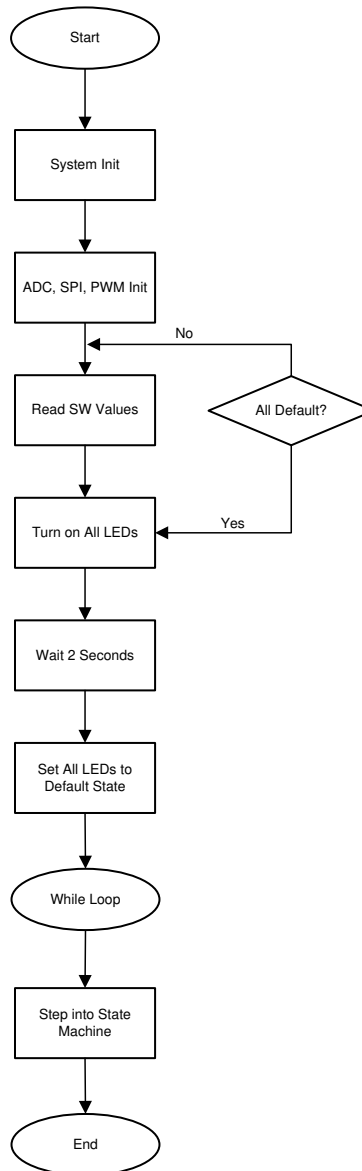 Start
System Init
ADC, SPI, PWM Init
No
Read SW Values
All Default?
Turn on All LEDs
Yes
Wait 2 Seconds
Set All LEDs to
Default State
While Loop
Step into State
Machine
End